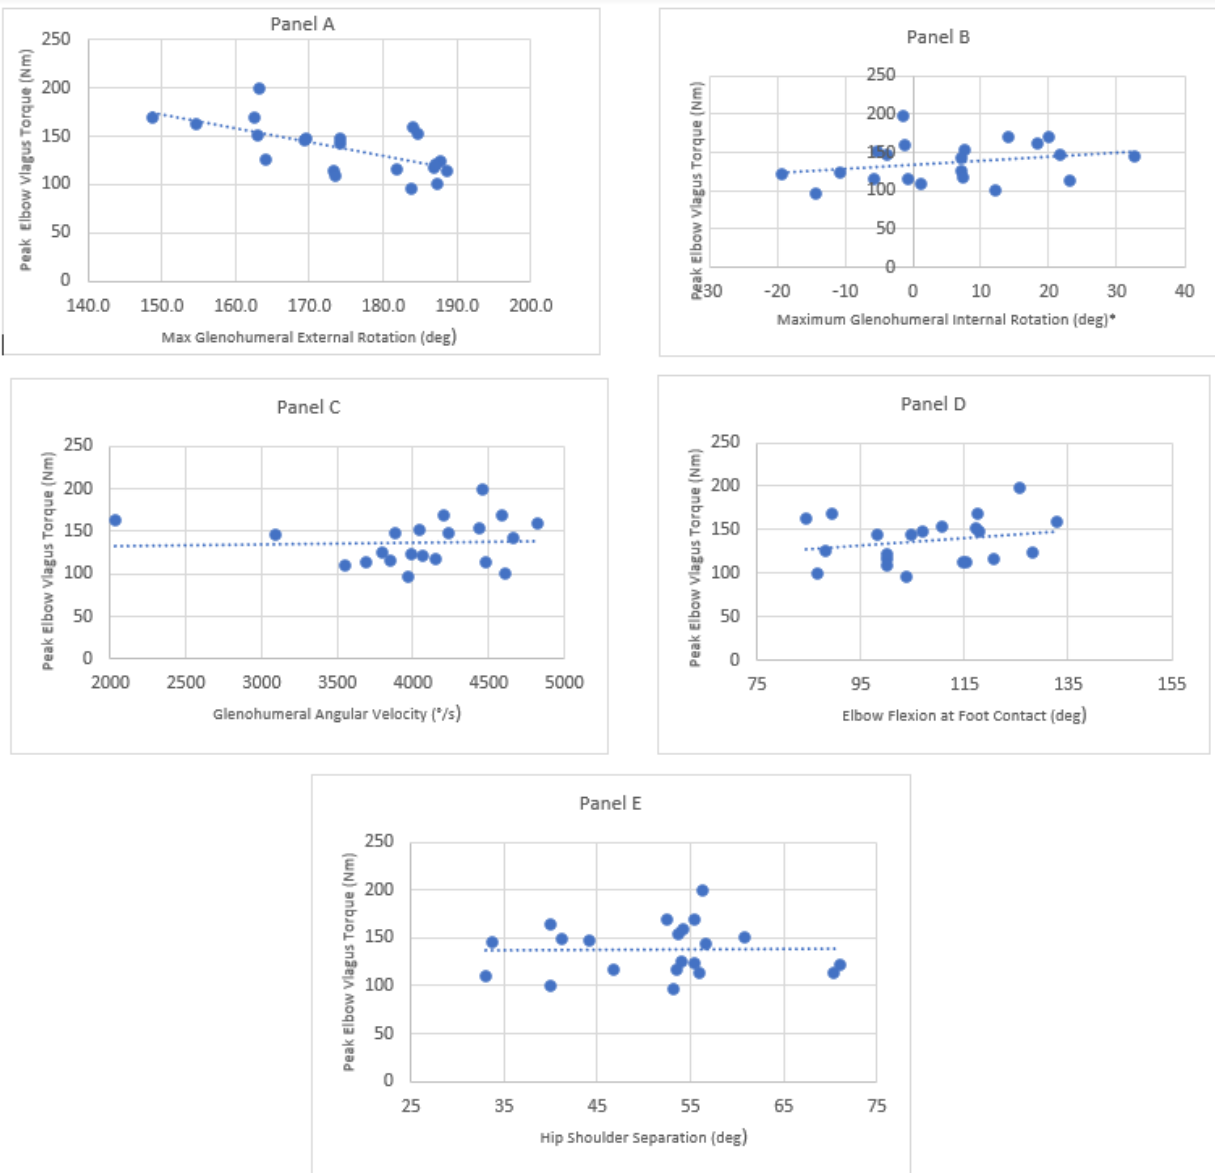 Panel A
Peak Elbow Vlagus Torque (Nm)
250
200
150
100
50
0
140.0 150.0 160.0 170.0 180.0 190.0 200.0
Max Glenohumeral External Rotation (deg)
Panel B
Peak Elbow Vlagus Torque (Nm)
250
200
150
100
50
0
-30 -20 -10 0 10 20 30 40
Maximum Glenohumeral Internal Rotation (deg)*
Panel C
Peak Elbow Vlagus Torque (Nm)
250
200
150
100
50
0
2000 2500 3000 3500 4000 4500 5000
Glenohumeral Angular Velocity (°/s)
Panel D
Peak Elbow Vlagus Torque (Nm)
250
200
150
100
50
0
75 95 115 135 155
Elbow Flexion at Foot Contact (deg)
Panel E
Peak Elbow Vlagus Torque (Nm)
250
200
150
100
50
0
25 35 45 55 65 75
Hip Shoulder Separation (deg)